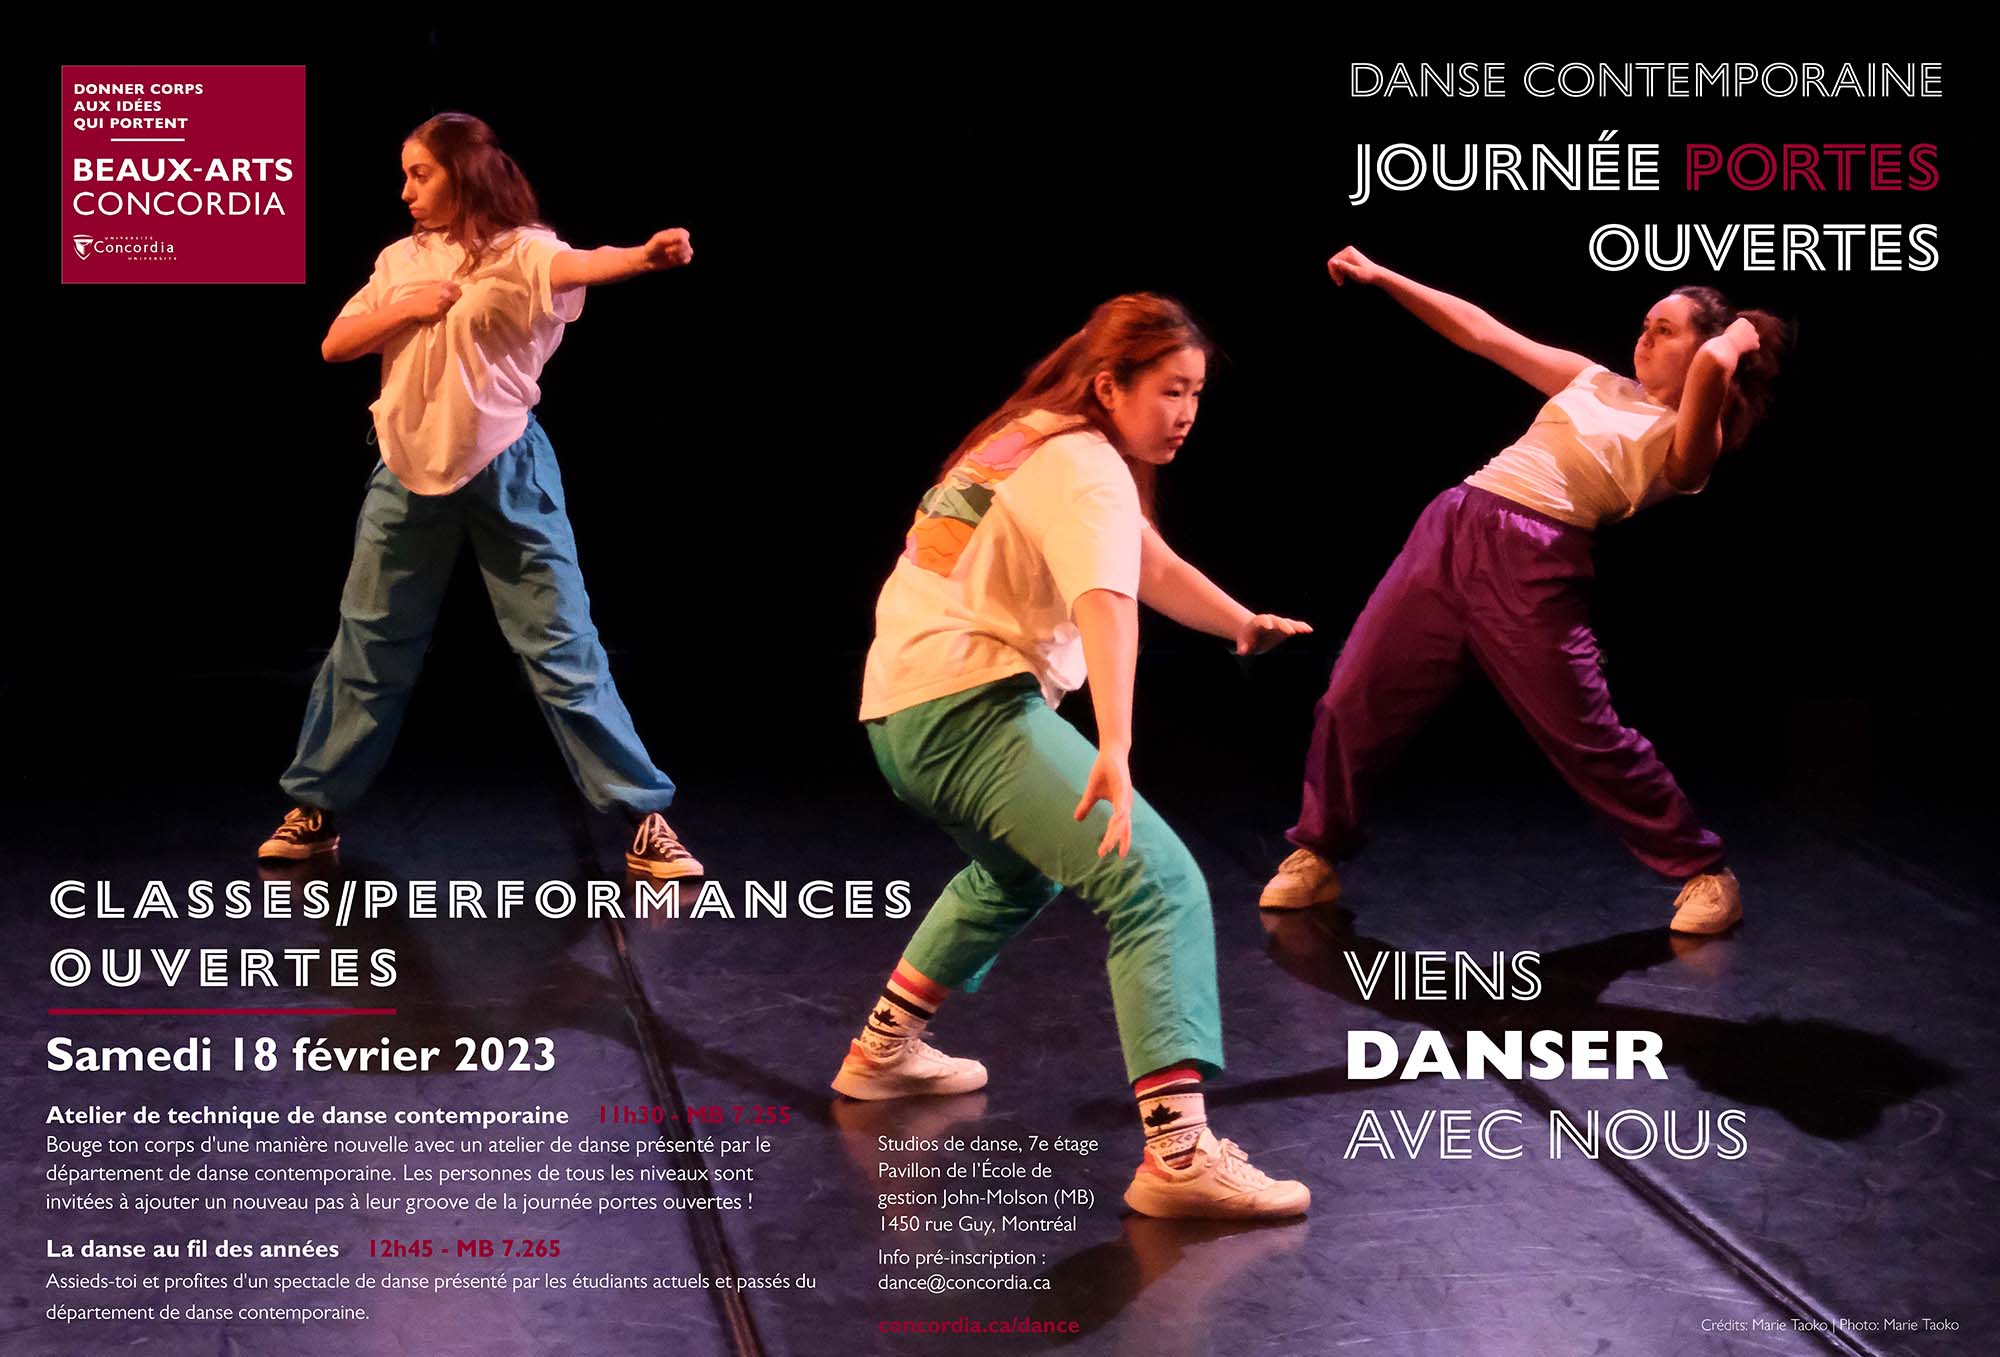 DONNER CORPS
AUX IDÉES
QUI PORTENT
BEAUX-ARTS
CONCORDIA
UNIVERSITÉ
Concordia
UNIVERSITY
DANSE CONTEMPORAINE
JOURNÉE PORTES
OUVERTES
CLASSES/PERFORMANCES
OUVERTES
Samedi 18 février 2023
Atelier de technique de danse contemporaine 11h30 - MB 7.255
Bouge ton corps d'une manière nouvelle avec un atelier de danse présenté par le
département de danse contemporaine. Les personnes de tous les niveaux sont
invitées à ajouter un nouveau pas à leur groove de la journée portes ouvertes !
La danse au fil des années 12h45 - MB 7.265
Assieds-toi et profites d'un spectacle de danse présenté par les étudiants actuels et passés du
département de danse contemporaine.
Studios de danse, 7e étage
Pavillon de l'École de
gestion John-Molson (MB)
1450 rue Guy, Montréal
Info pré-inscription :
dance@concordia.ca
concordia.ca/dance
VIENS
DANSER
AVEC NOUS
Crédits: Marie Taoko | Photo: Marie Taoko